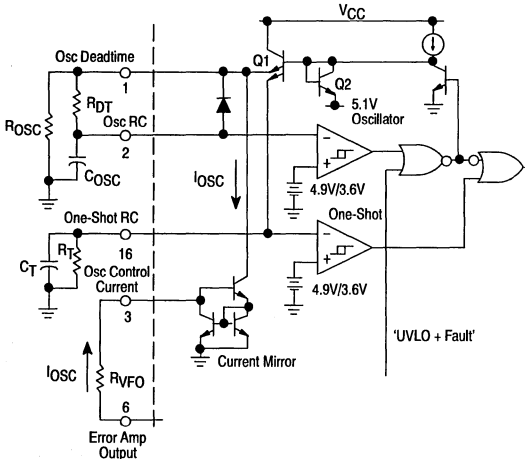 VCC
Osc Deadtime
1
Q1
Q2
5.1V
Oscillator
RDT
ROSC
Osc RC
2
COSC
IOSC
4.9V/3.6V
One-Shot RC
16
One-Shot
CT
RT
Osc Control
Current
3
4.9V/3.6V
'UVLO + Fault'
Current Mirror
IOSC
RVFO
6
Error Amp
Output